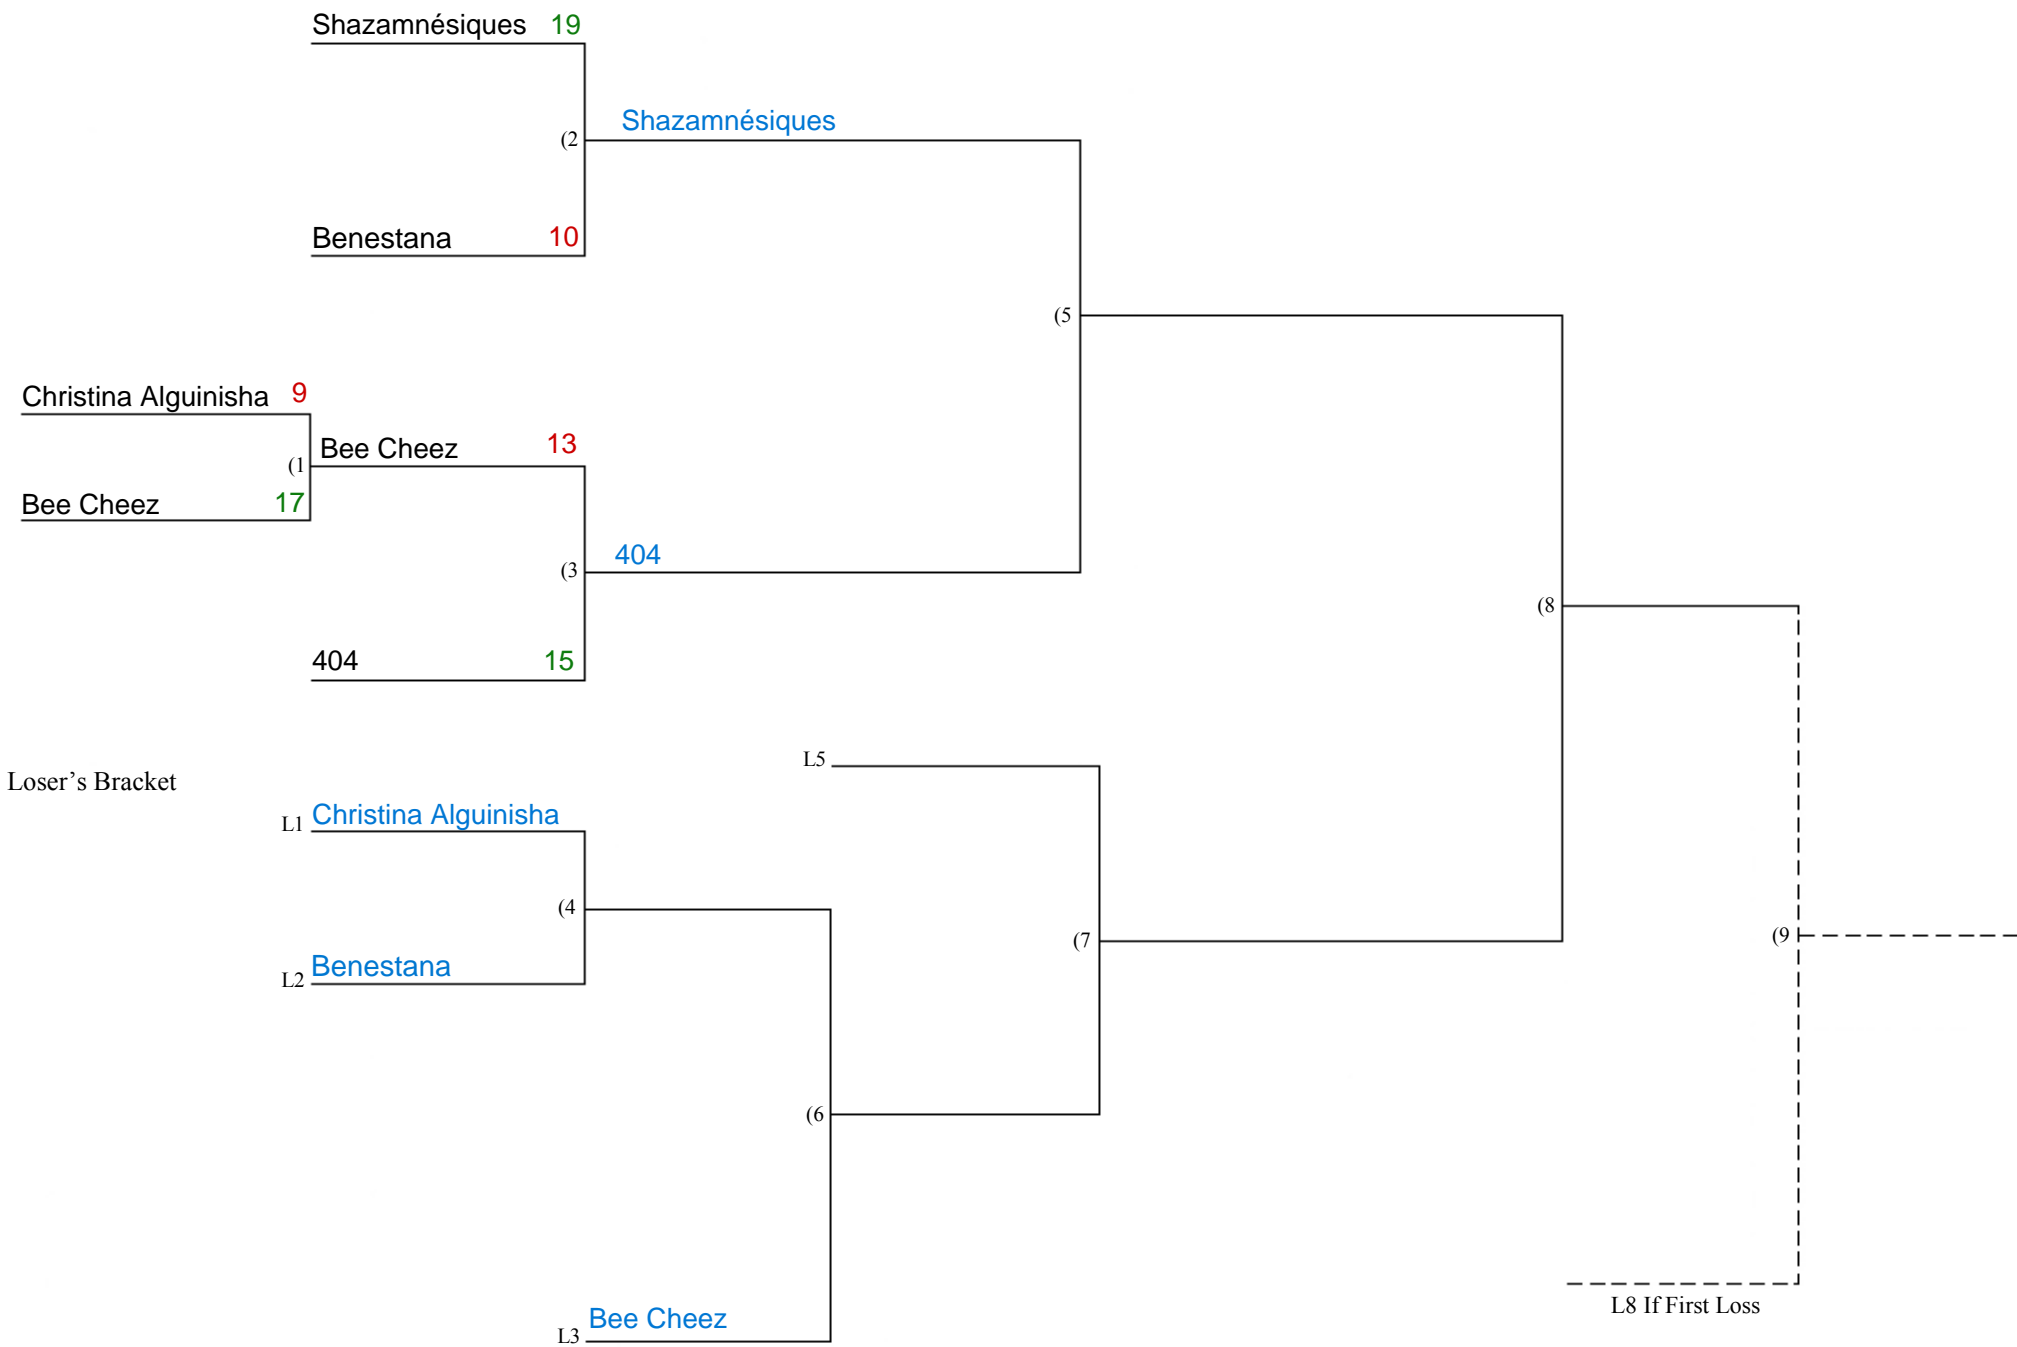 Shazamnésiques 19
(2
Shazamnésiques
Benestana 10
(5
Christina Alguinisha 9
(1
Bee Cheez 13
Bee Cheez 17
(3
404
404 15
(8
Loser’s Bracket
L5
L1 Christina Alguinisha
(4
L2 Benestana
(7
(9
(6
L3 Bee Cheez
L8 If First Loss